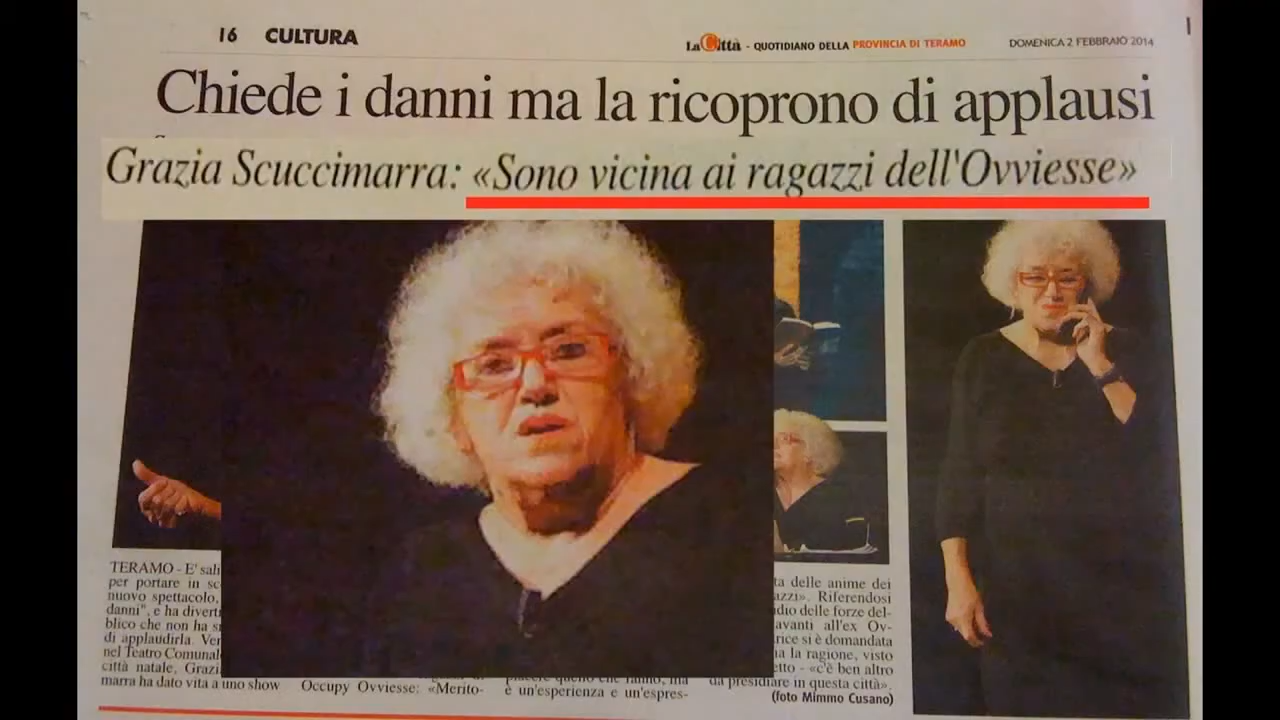 16 CULTURA LaCittà - QUOTIDIANO DELLA PROVINCIA DI TERAMO DOMENICA 2 FEBBRAIO 2014
Chiede i danni ma la ricoprono di applausi
Grazia Scuccimarra: «Sono vicina ai ragazzi dell'Ovviesse»
TERAMO - E' sali
per portare in sc
nuovo spettacolo,
danni", e ha divert
blico che non ha s
di applaudirla. Ver
nel Teatro Comunal
città natale, Grazi
marra ha dato vita a uno show
Occupy Ovviesse: «Merito-
piacere quello che fanno, ma
è un'esperienza e un'espres-
ta delle anime dei
azzi». Riferendosi
dio delle forze del-
avanti all'ex Ov-
rice si è domandata
ia la ragione, visto
etto - «c'è ben altro
da presidiare in questa città».
(foto Mimmo Cusano)